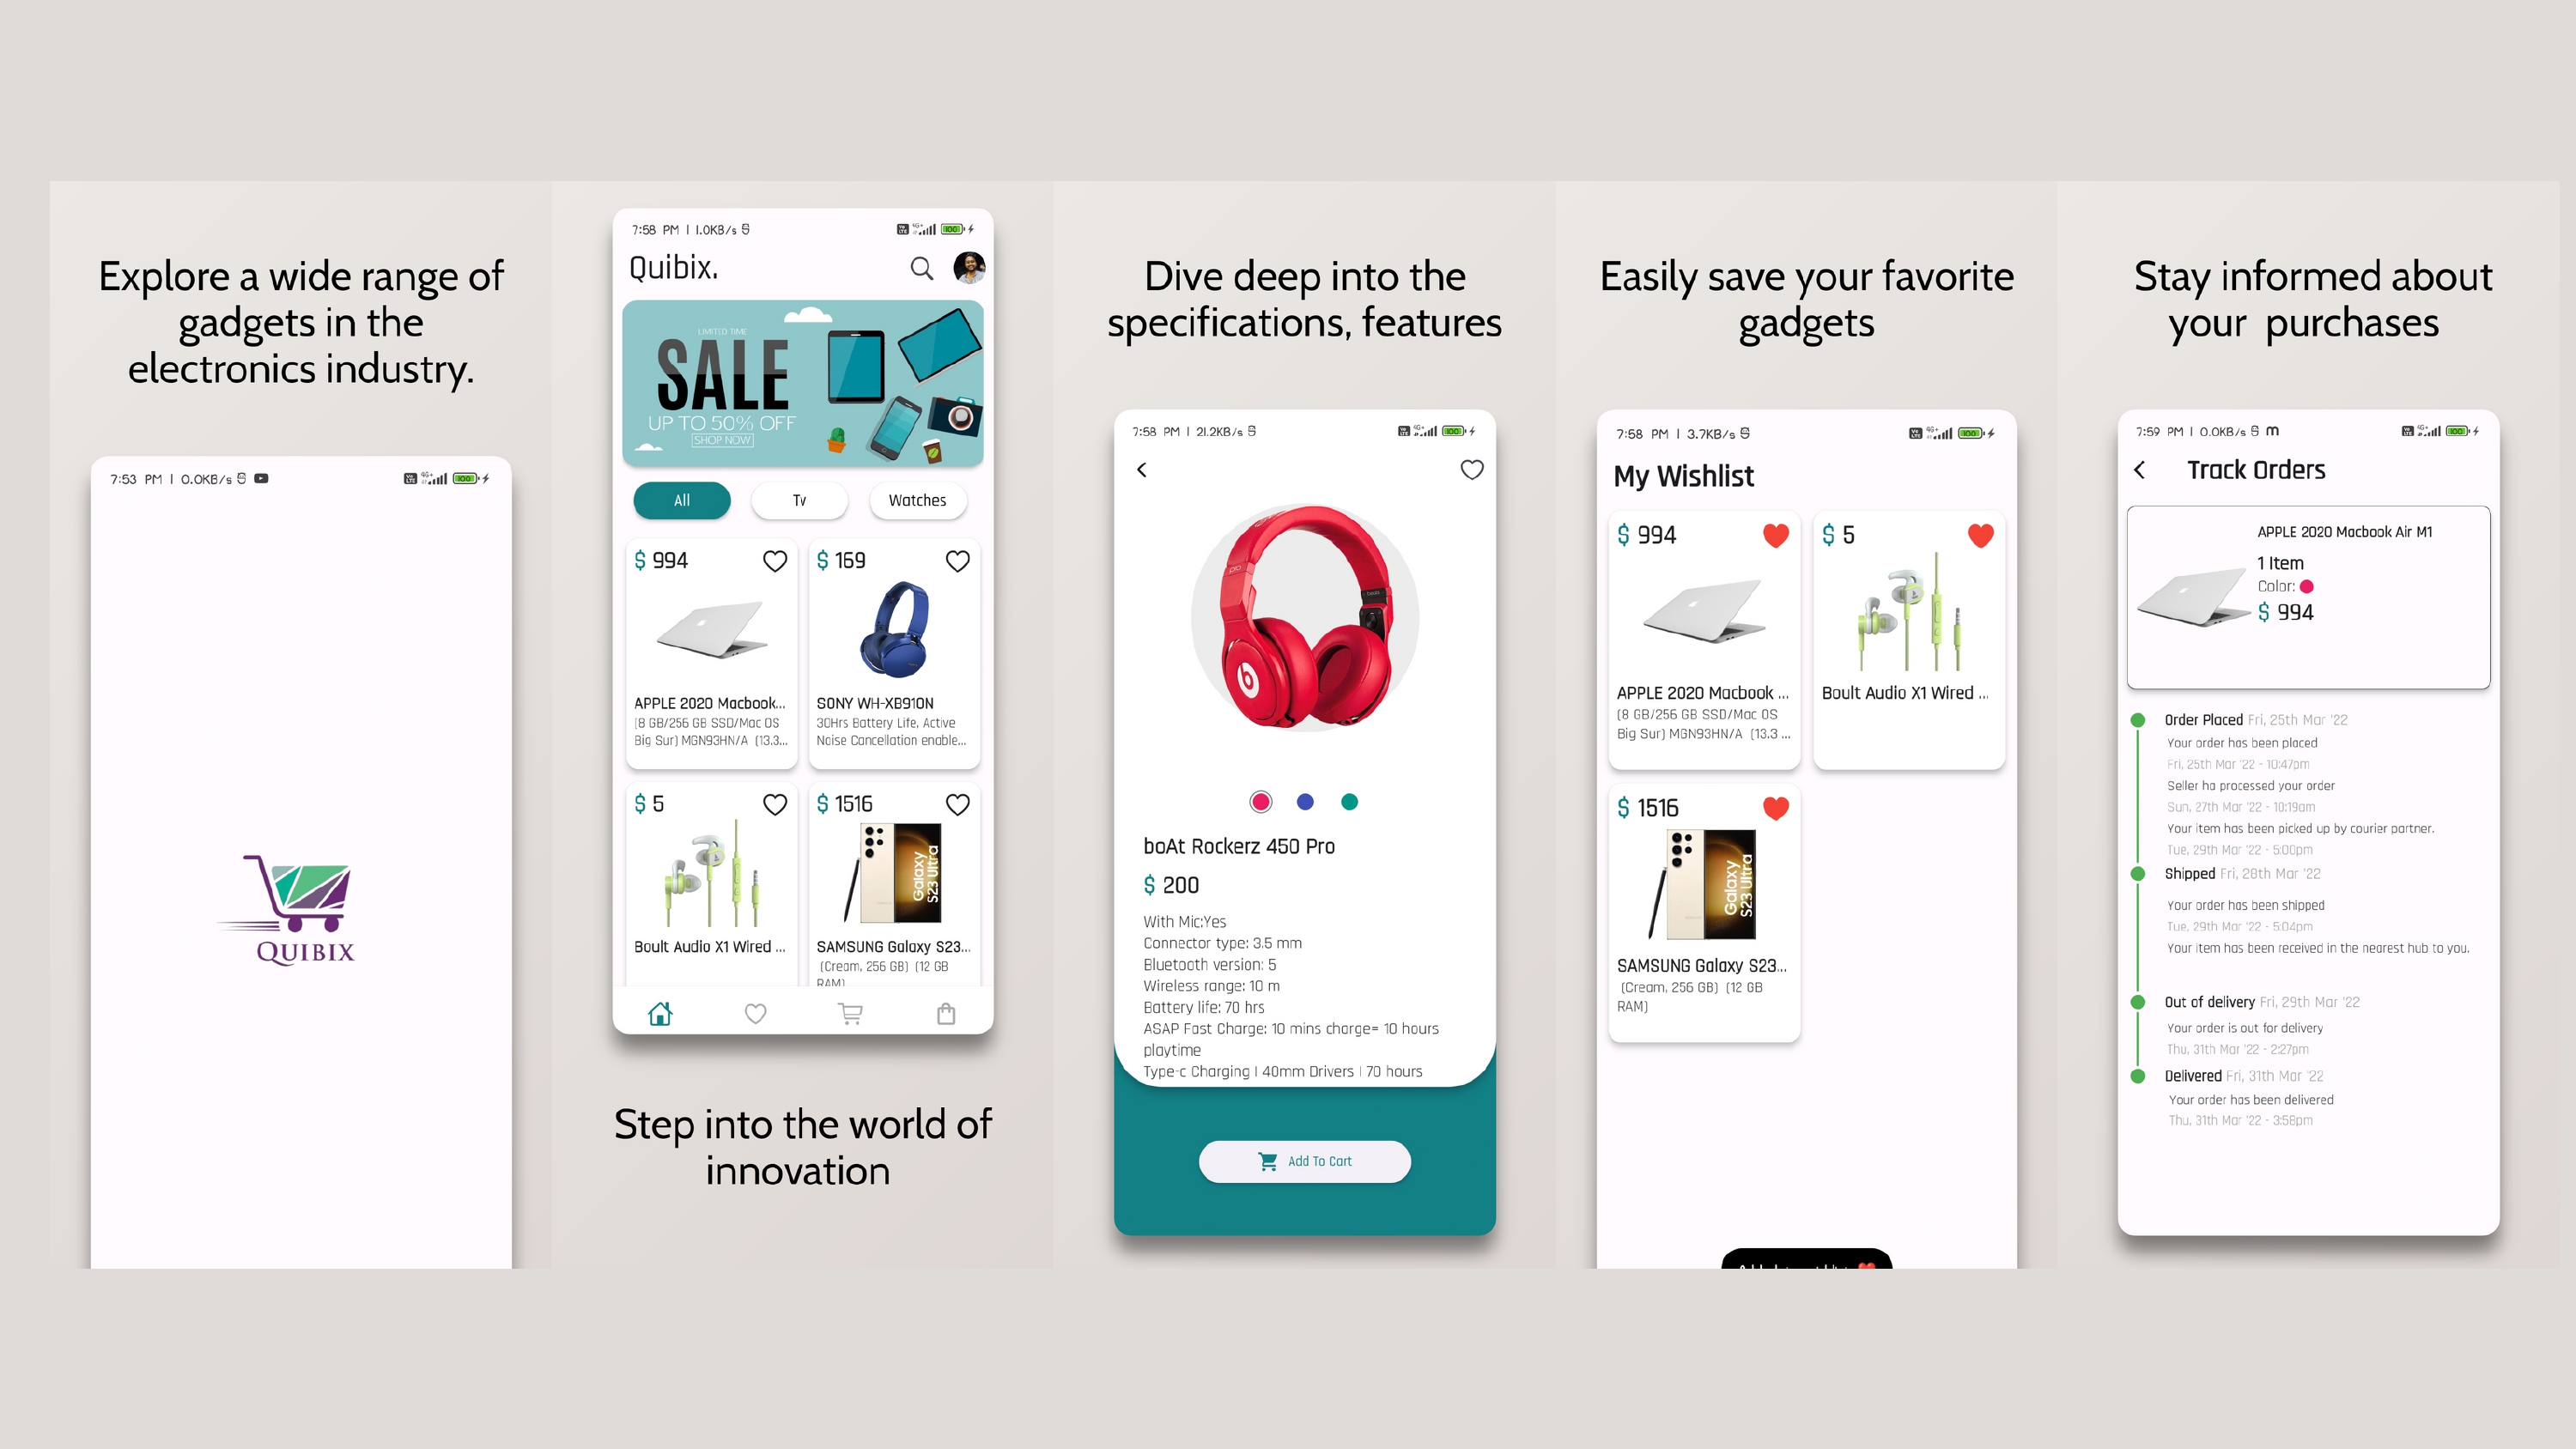 Explore a wide range of
gadgets in the
electronics industry.
7:53 PM | 0.0KB/s
QUIBIX
7:58 PM | 1.0KB/s
Quibix.
LIMITED TIME
SALE
UP TO 50% OFF
SHOP NOW
All
Tv
Watches
$ 994
$ 169
APPLE 2020 Macbook...
(8 GB/256 GB SSD/Mac OS
Big Sur) MGN93HN/A (13.3...
SONY WH-XB910N
30Hrs Battery Life, Active
Noise Cancellation enable...
$ 5
$ 1516
Galaxy
S23 Ultra
Boult Audio X1 Wired ...
SAMSUNG Galaxy S23...
(Cream, 256 GB) (12 GB
RAM)
Step into the world of
innovation
Dive deep into the
specifications, features
7:58 PM | 21.2KB/s
boAt Rockerz 450 Pro
$ 200
With Mic:Yes
Connector type: 3.5 mm
Bluetooth version: 5
Wireless range: 10 m
Battery life: 70 hrs
ASAP Fast Charge: 10 mins charge= 10 hours
playtime
Type-c Charging | 40mm Drivers | 70 hours
Add To Cart
Easily save your favorite
gadgets
7:58 PM | 3.7KB/s
My Wishlist
$ 994
$ 5
APPLE 2020 Macbook ...
(8 GB/256 GB SSD/Mac OS
Big Sur) MGN93HN/A (13.3 ...
Boult Audio X1 Wired ...
$ 1516
Galaxy
S23 Ultra
SAMSUNG Galaxy S23...
(Cream, 256 GB) (12 GB
RAM)
Stay informed about
your purchases
7:59 PM | 0.0KB/s
Track Orders
APPLE 2020 Macbook Air M1
1 Item
Color:
$ 994
Order Placed Fri, 25th Mar '22
Your order has been placed
Fri, 25th Mar '22 - 10:47pm
Seller ha processed your order
Sun, 27th Mar '22 - 10:19am
Your item has been picked up by courier partner.
Tue, 29th Mar '22 - 5:00pm
Shipped Fri, 28th Mar '22
Your order has been shipped
Tue, 29th Mar '22 - 5:04pm
Your item has been received in the nearest hub to you.
Out of delivery Fri, 29th Mar '22
Your order is out for delivery
Thu, 31th Mar '22 - 2:27pm
Delivered Fri, 31th Mar '22
Your order has been delivered
Thu, 31th Mar '22 - 3:58pm